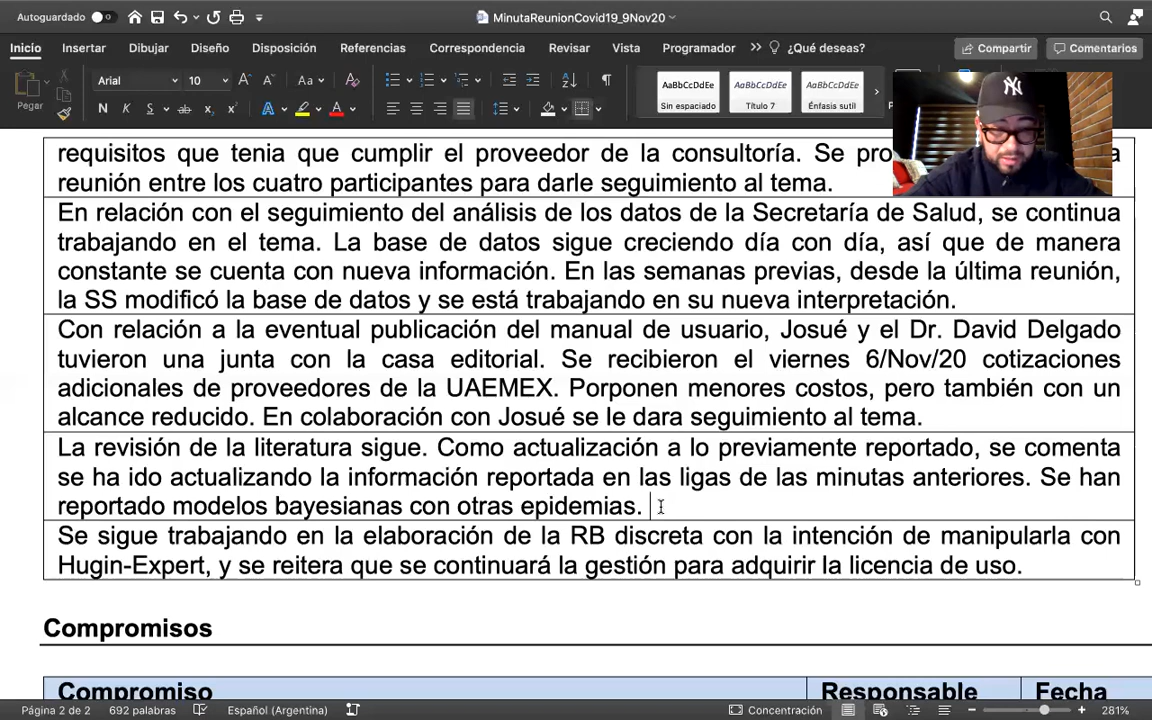 Autoguardado
MinutaReunionCovid19_9Nov20
Inicio Insertar Dibujar Diseño Disposición Referencias Correspondencia Revisar Vista Programador ¿Qué deseas? Compartir Comentarios
Pegar Arial 10 Aa
N K S ab x x A A
AaBbCcDdEe AaBbCcDdEe AaBbCcDdEe
Sin espaciado Título 7 Énfasis sutil
requisitos que tenia que cumplir el proveedor de la consultoría. Se a
reunión entre los cuatro participantes para darle seguimiento al tema.
En relación con el seguimiento del análisis de los datos de la Secretaría de Salud, se continua
trabajando en el tema. La base de datos sigue creciendo día con día, así que de manera
constante se cuenta con nueva información. En las semanas previas, desde la última reunión,
la SS modificó la base de datos y se está trabajando en su nueva interpretación.
Con relación a la eventual publicación del manual de usuario, Josué y el Dr. David Delgado
tuvieron una junta con la casa editorial. Se recibieron el viernes 6/Nov/20 cotizaciones
adicionales de proveedores de la UAEMEX. Porponen menores costos, pero también con un
alcance reducido. En colaboración con Josué se le dara seguimiento al tema.
La revisión de la literatura sigue. Como actualización a lo previamente reportado, se comenta
se ha ido actualizando la información reportada en las ligas de las minutas anteriores. Se han
reportado modelos bayesianas con otras epidemias.
Se sigue trabajando en la elaboración de la RB discreta con la intención de manipularla con
Hugin-Expert, y se reitera que se continuará la gestión para adquirir la licencia de uso.
Compromisos
Compromiso Responsable Fecha
Página 2 de 2 692 palabras Español (Argentina) Concentración 281%